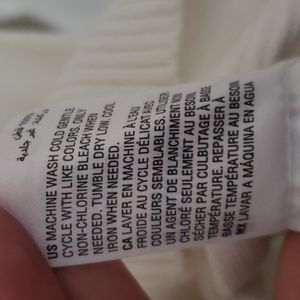 US MACHINE WASH COLD GENTLE
CYCLE WITH LIKE COLORS. ONLY
NON-CHLORINE BLEACH WHEN
NEEDED. TUMBLE DRY LOW. COOL
IRON WHEN NEEDED.
CA LAVER EN MACHINE À L'EAU
FROIDE AU CYCLE DÉLICAT AVEC
COULEURS SEMBLABLES. UTILISER
UN AGENT DE BLANCHIMENT NON
CHLORÉ SEULEMENT AU BESOIN.
SÉCHER PAR CULBUTAGE À BASSE
TEMPÉRATURE. REPASSER À
BASSE TEMPÉRATURE AU BESOIN
MX LAVAR A MÁQUINA EN AGUA